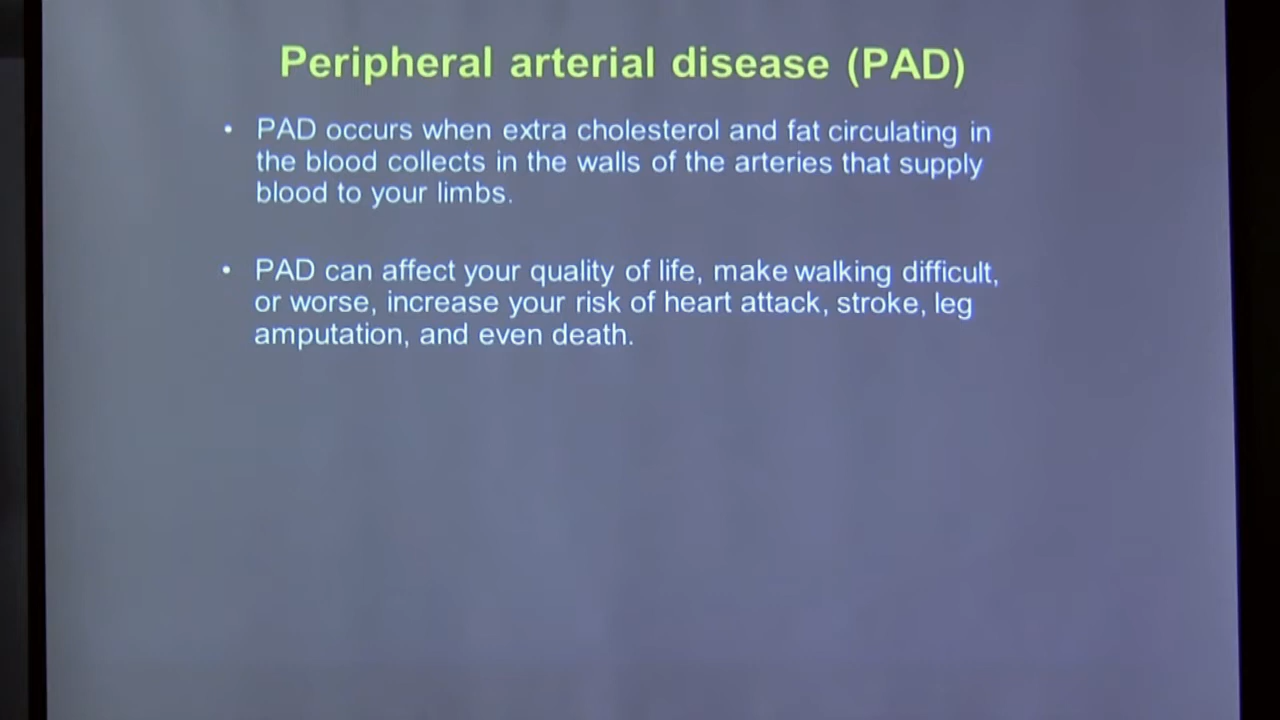 Peripheral arterial disease (PAD)
• PAD occurs when extra cholesterol and fat circulating in
the blood collects in the walls of the arteries that supply
blood to your limbs.
• PAD can affect your quality of life, make walking difficult,
or worse, increase your risk of heart attack, stroke, leg
amputation, and even death.